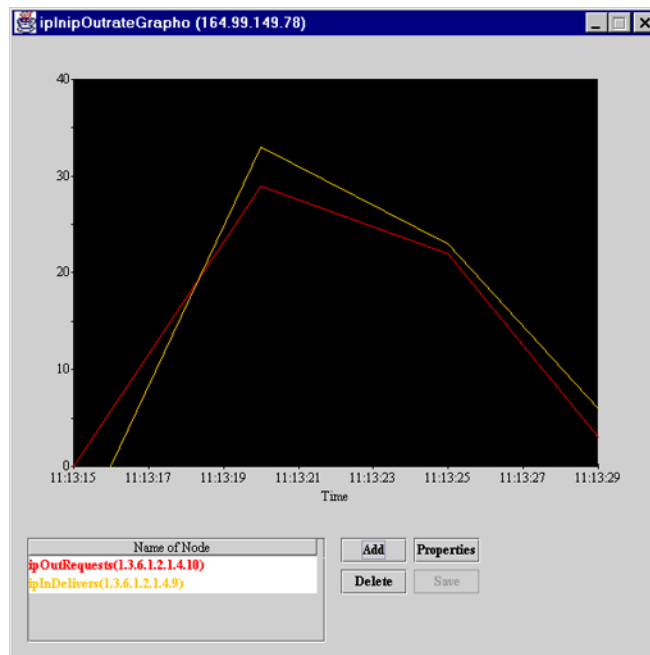 ipInipOutrateGrapho (164.99.149.78)
40
30
20
10
0
11:13:15 11:13:17 11:13:19 11:13:21 11:13:23 11:13:25 11:13:27 11:13:29
Time
Name of Node
ipOutRequests(1.3.6.1.2.1.4.10)
ipInDelivers(1.3.6.1.2.1.4.9)
Add Properties
Delete Save